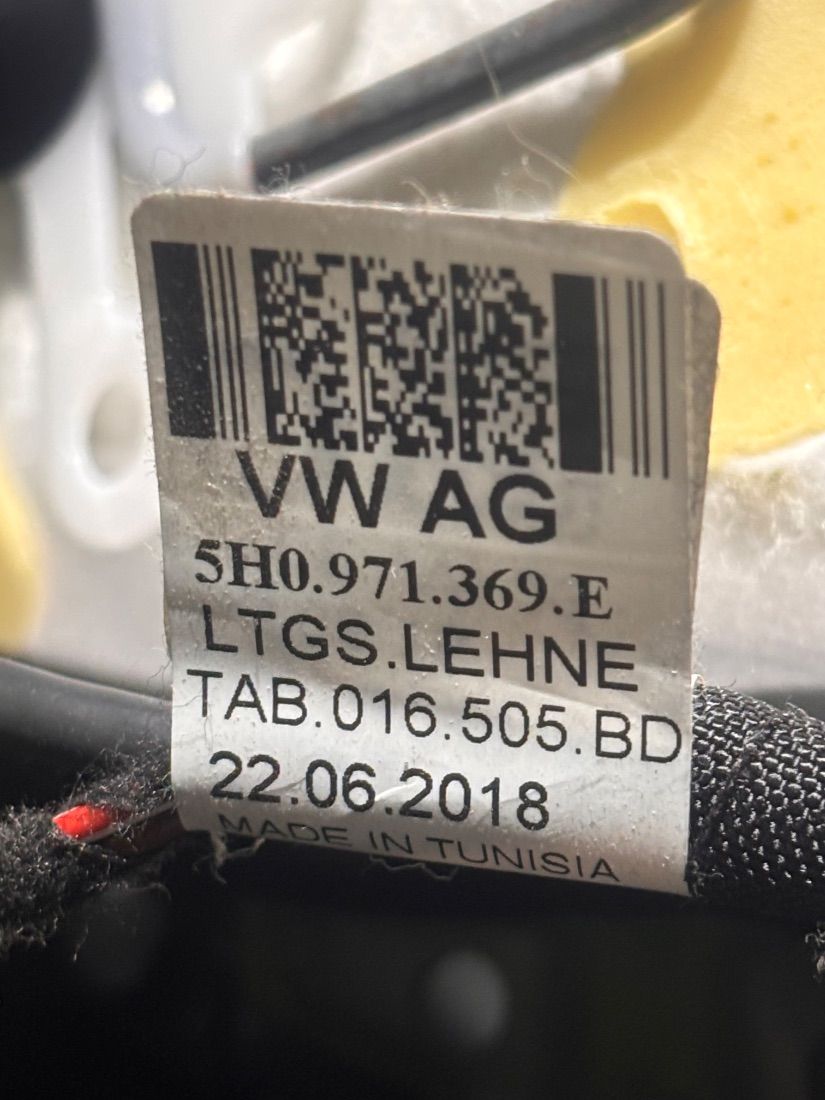 VW AG
5H0.971.369.E
LTGS.LEHNE
TAB.016.505.BD
22.06.2018
MADE IN TUNISIA